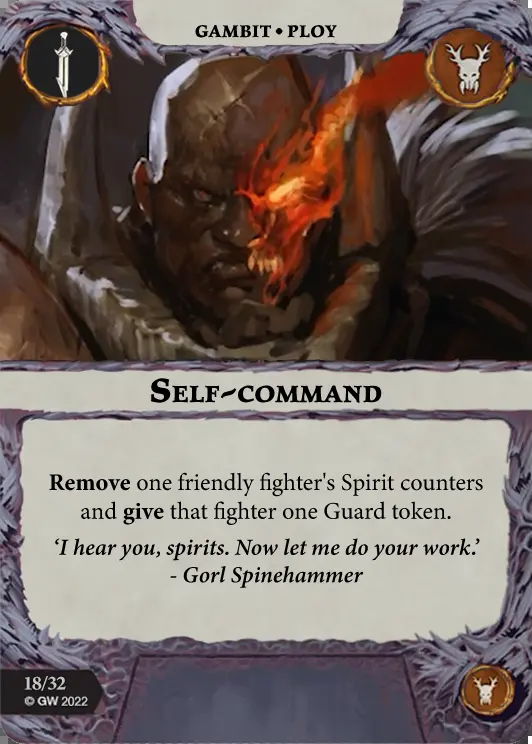 GAMBIT • PLOY
SELF~COMMAND
Remove one friendly fighter's Spirit counters
and give that fighter one Guard token.
‘I hear you, spirits. Now let me do your work.’
- Gorl Spinehammer
18/32
© GW 2022